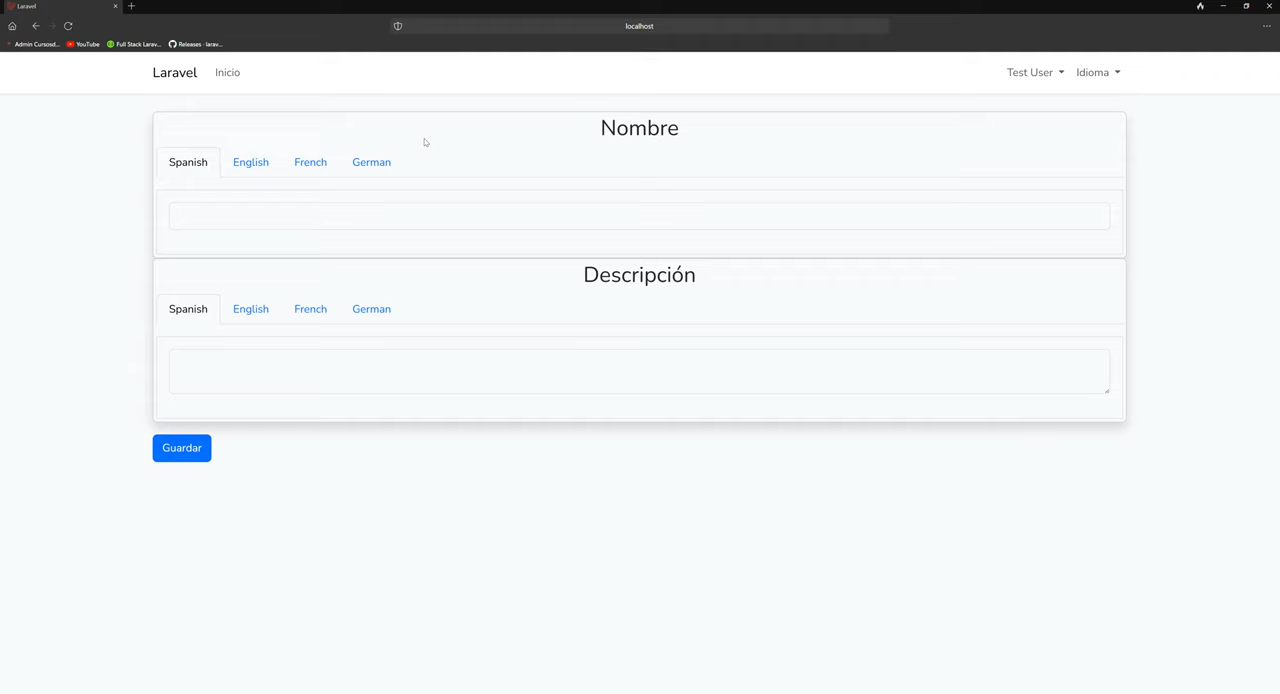 Laravel
localhost
Admin Cursosd... YouTube Full Stack Larav... Releases · larav...
Laravel Inicio Test User Idioma
Nombre
Spanish English French German
Descripción
Spanish English French German
Guardar